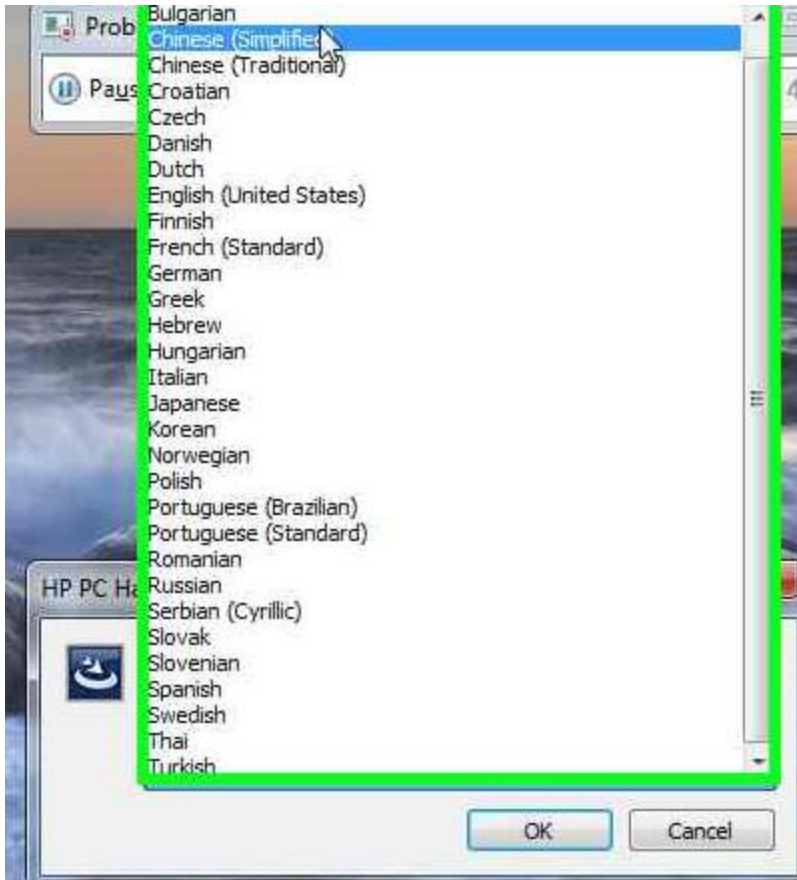 Prob
Paus
4
Bulgarian
Chinese (Simplified)
Chinese (Traditional)
Croatian
Czech
Danish
Dutch
English (United States)
Finnish
French (Standard)
German
Greek
Hebrew
Hungarian
Italian
Japanese
Korean
Norwegian
Polish
Portuguese (Brazilian)
Portuguese (Standard)
Romanian
Russian
Serbian (Cyrillic)
Slovak
Slovenian
Spanish
Swedish
Thai
Turkish
HP PC Ha
OK
Cancel